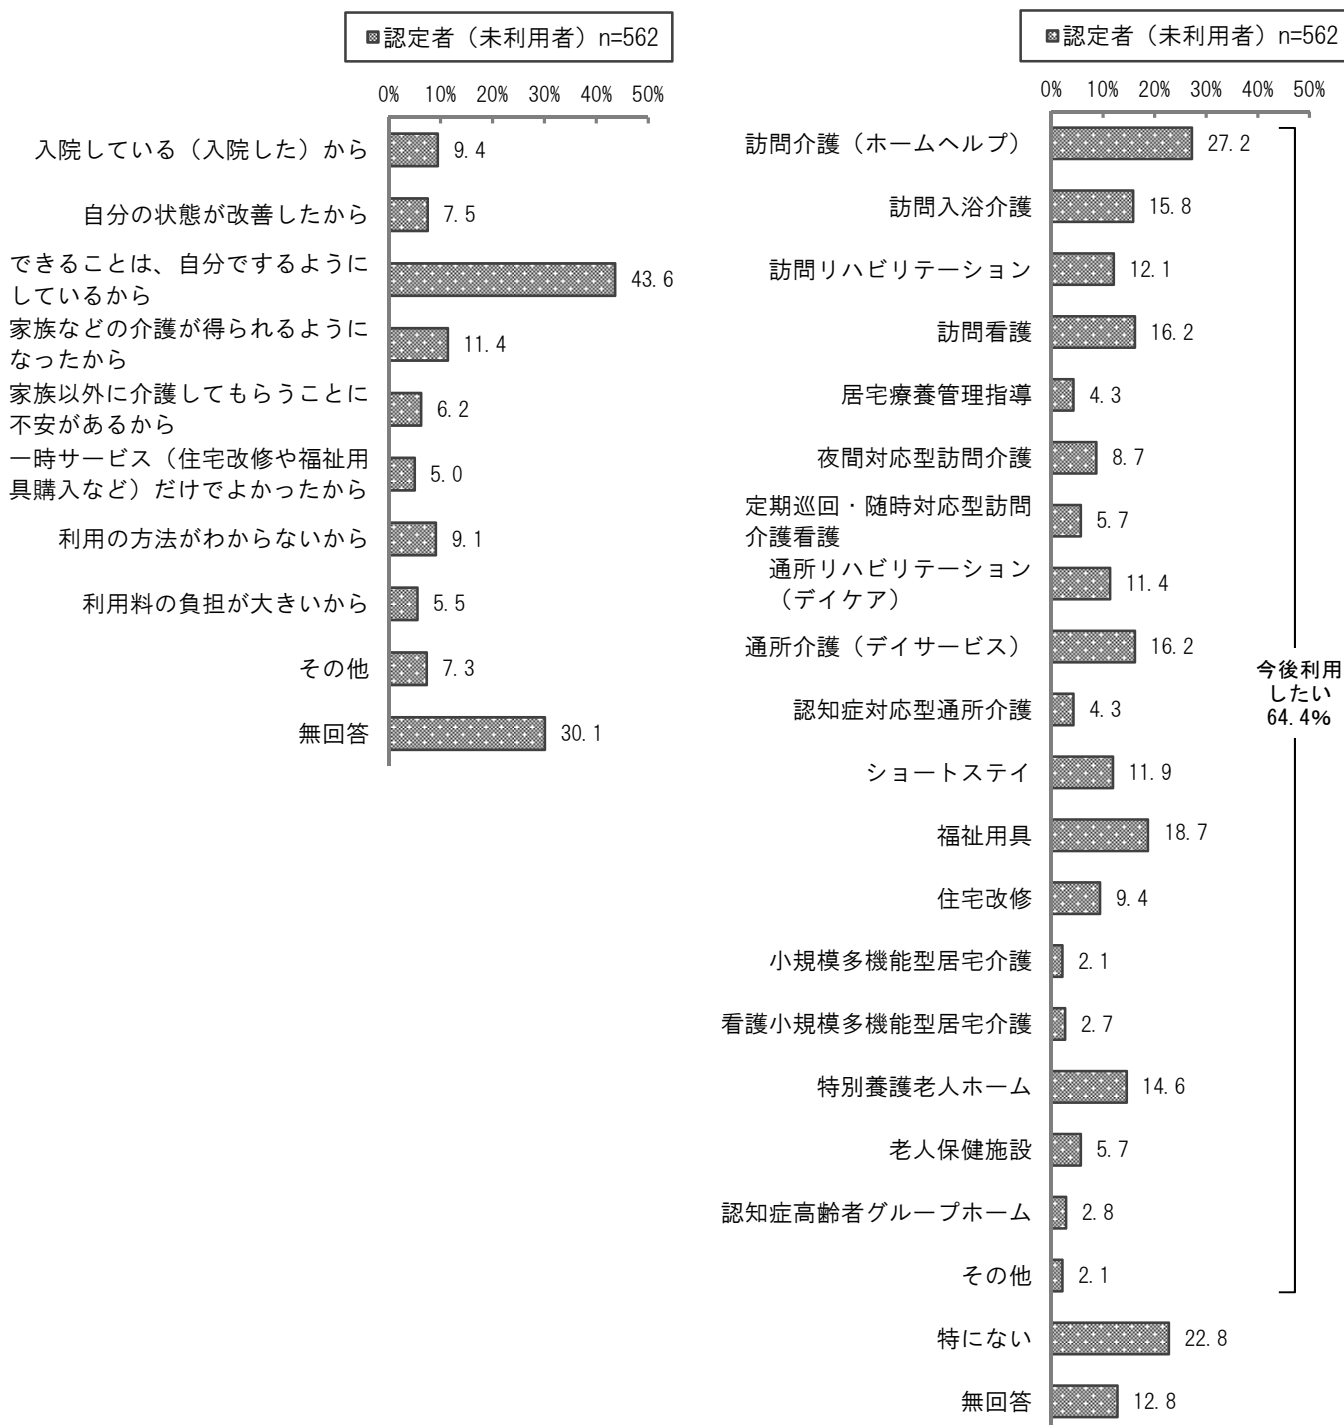 認定者（未利用者）n=562
0% 10% 20% 30% 40% 50%
入院している（入院した）から 9.4
自分の状態が改善したから 7.5
できることは、自分でするように
しているから 43.6
家族などの介護が得られるように
なったから 11.4
家族以外に介護してもらうことに
不安があるから 6.2
一時サービス（住宅改修や福祉用
具購入など）だけでよかったから 5.0
利用の方法がわからないから 9.1
利用料の負担が大きいから 5.5
その他 7.3
無回答 30.1
認定者（未利用者）n=562
0% 10% 20% 30% 40% 50%
訪問介護（ホームヘルプ） 27.2
訪問入浴介護 15.8
訪問リハビリテーション 12.1
訪問看護 16.2
居宅療養管理指導 4.3
夜間対応型訪問介護 8.7
定期巡回・随時対応型訪問
介護看護 5.7
通所リハビリテーション
（デイケア） 11.4
通所介護（デイサービス） 16.2
認知症対応型通所介護 4.3
ショートステイ 11.9
福祉用具 18.7
住宅改修 9.4
小規模多機能型居宅介護 2.1
看護小規模多機能型居宅介護 2.7
特別養護老人ホーム 14.6
老人保健施設 5.7
認知症高齢者グループホーム 2.8
その他 2.1
特にない 22.8
無回答 12.8
今後利用
したい
64.4%